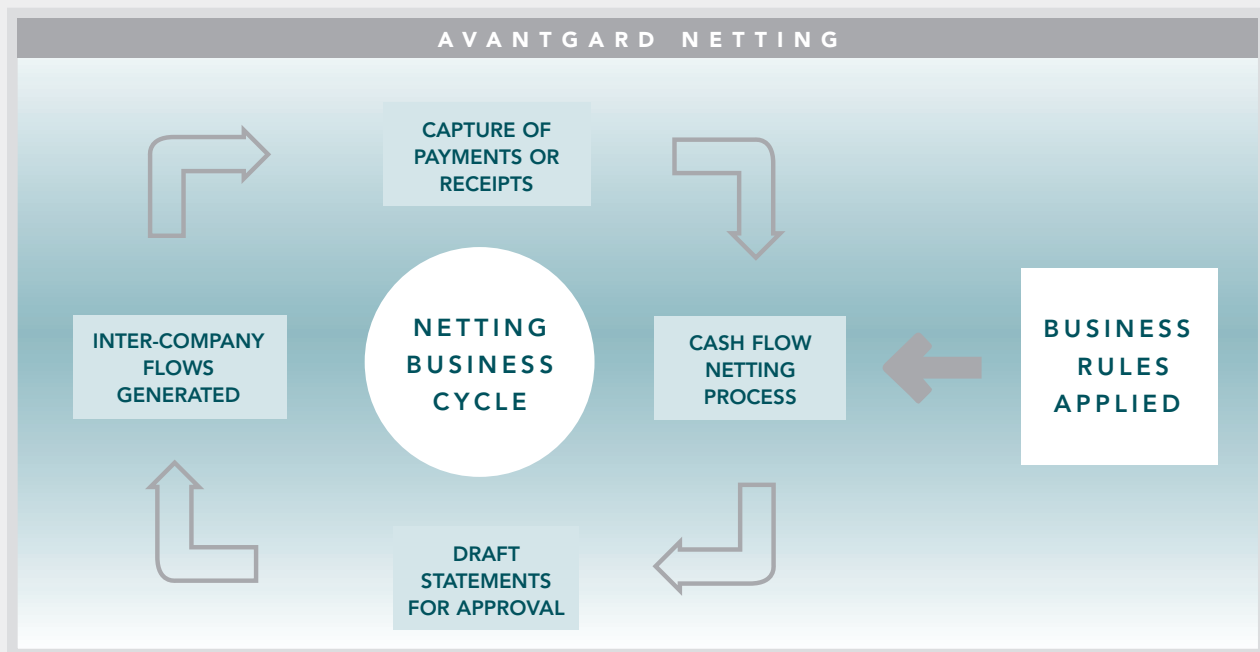 AVANTGARD NETTING
CAPTURE OF
PAYMENTS OR
RECEIPTS
INTER-COMPANY
FLOWS
GENERATED
NETTING
BUSINESS
CYCLE
CASH FLOW
NETTING
PROCESS
BUSINESS
RULES
APPLIED
DRAFT
STATEMENTS
FOR APPROVAL